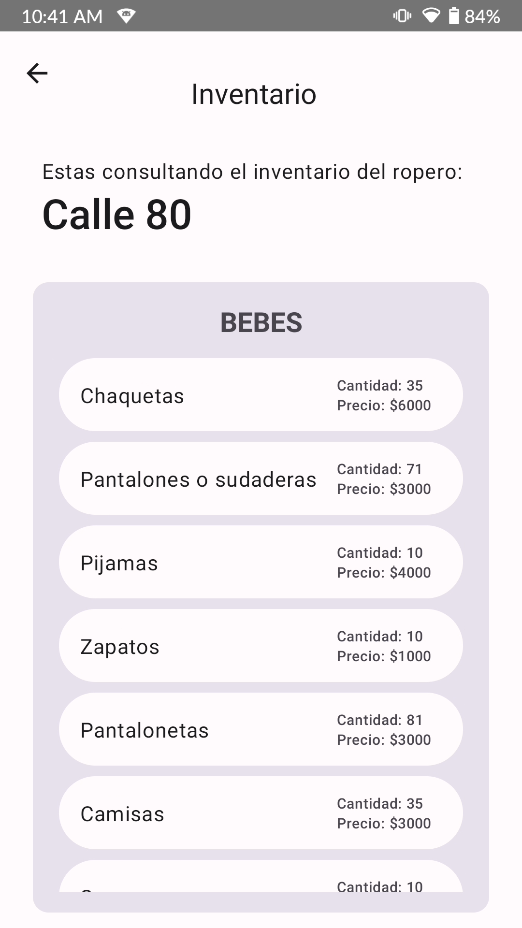 10:41 AM 84%
Inventario
Estas consultando el inventario del ropero:
Calle 80
BEBES
Chaquetas
Cantidad: 35
Precio: $6000
Pantalones o sudaderas
Cantidad: 71
Precio: $3000
Pijamas
Cantidad: 10
Precio: $4000
Zapatos
Cantidad: 10
Precio: $1000
Pantalonetas
Cantidad: 81
Precio: $3000
Camisas
Cantidad: 35
Precio: $3000
Cantidad: 10